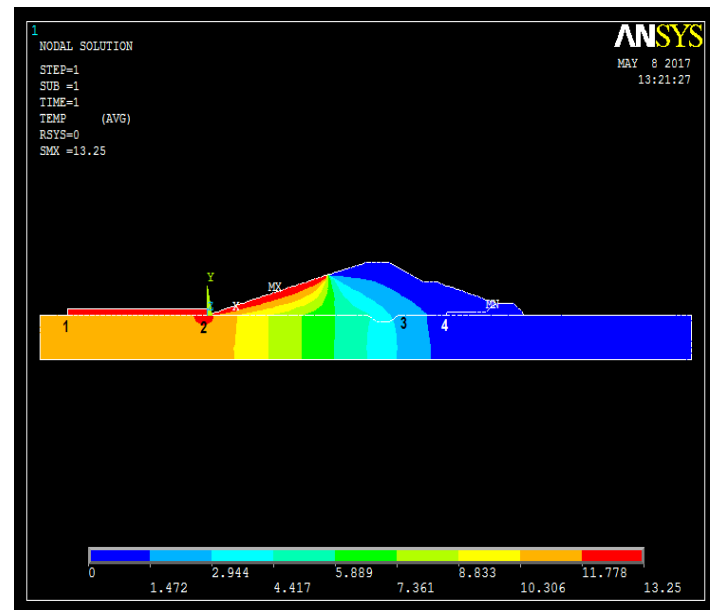 1
NODAL SOLUTION
STEP=1
SUB =1
TIME=1
TEMP (AVG)
RSYS=0
SMX =13.25
ANSYS
MAY 8 2017
13:21:27
Y
MX
X
1 2 3 4
0 2.944 5.889 8.833 11.778
1.472 4.417 7.361 10.306 13.25